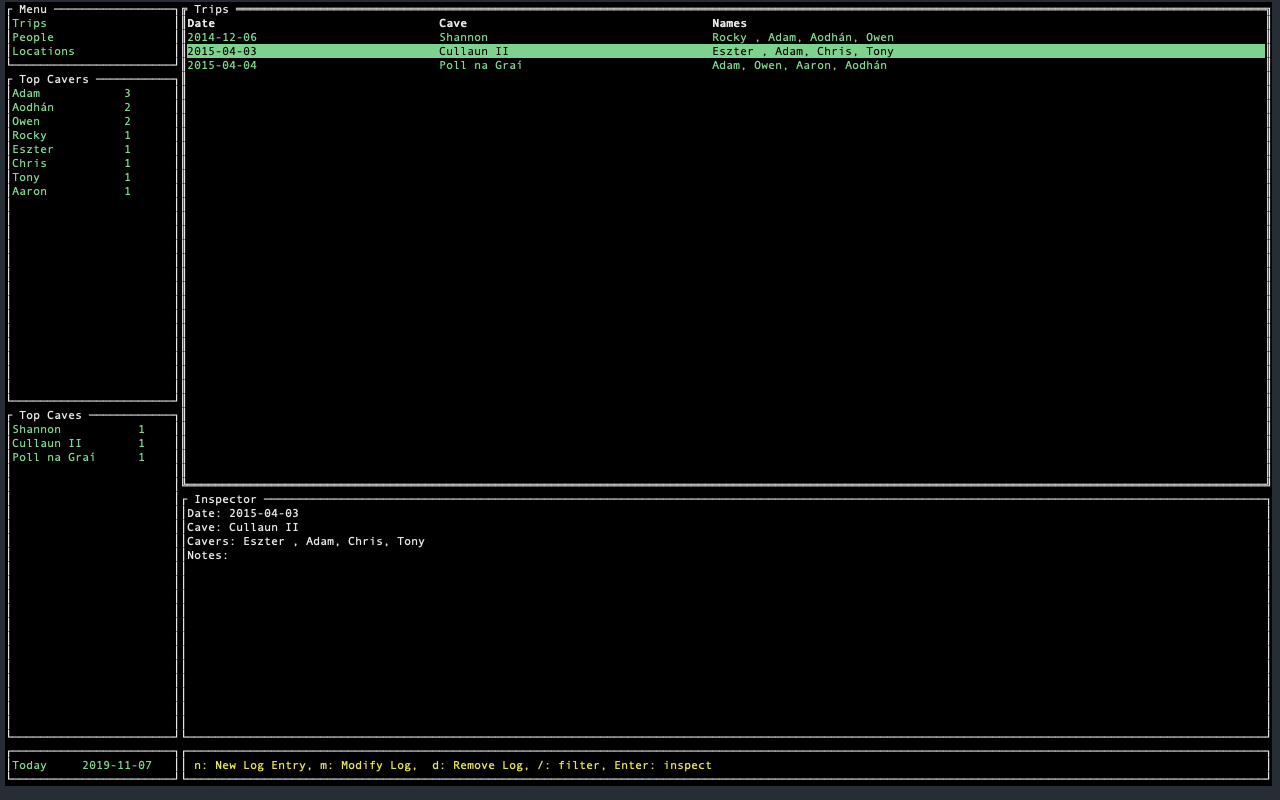 Menu
Trips
People
Locations
Top Cavers
Adam 3
Aodhán 2
Owen 2
Rocky 1
Eszter 1
Chris 1
Tony 1
Aaron 1
Top Caves
Shannon 1
Cullaun II 1
Poll na Graí 1
Today 2019-11-07
Trips
Date Cave Names
2014-12-06 Shannon Rocky , Adam, Aodhán, Owen
2015-04-03 Cullaun II Eszter , Adam, Chris, Tony
2015-04-04 Poll na Graí Adam, Owen, Aaron, Aodhán
Inspector
Date: 2015-04-03
Cave: Cullaun II
Cavers: Eszter , Adam, Chris, Tony
Notes:
n: New Log Entry, m: Modify Log,  d: Remove Log, /: filter, Enter: inspect